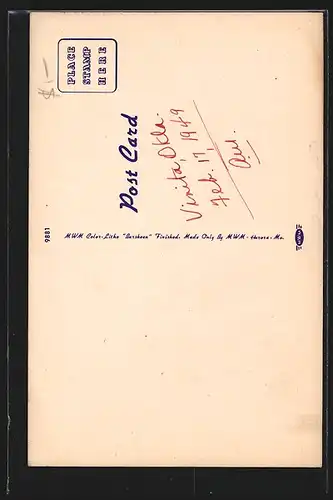 PLACE
STAMP
HERE
Post Card
Vinita, Okla.
Feb. 17, 1949
9881
MWM Color-Litho "Durskeen" Finished. Made Only By MWM - Aurora - Mo.